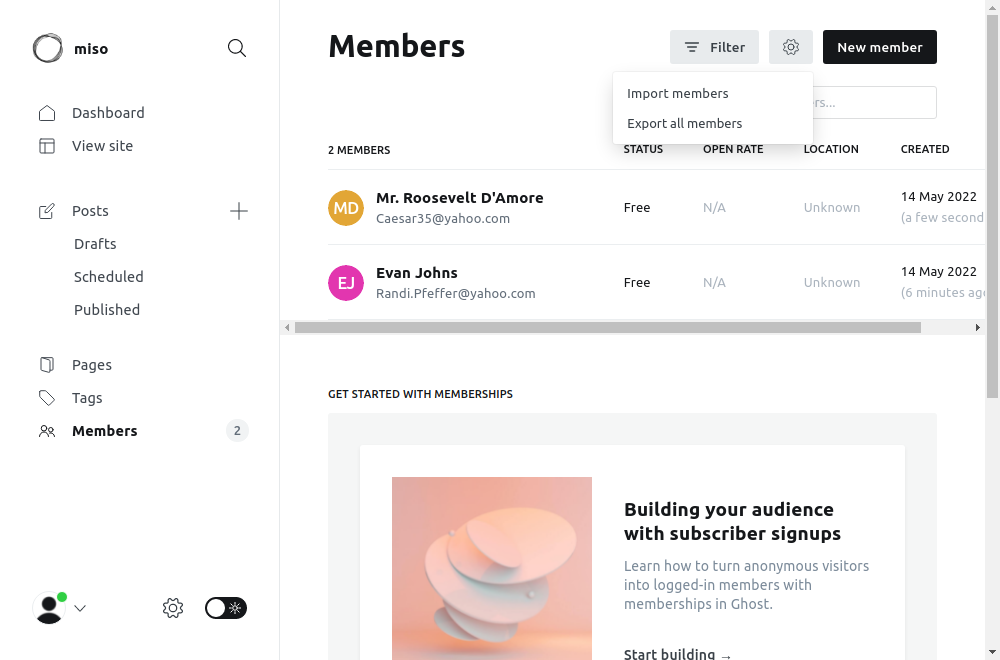 miso
Dashboard
View site
Posts
Drafts
Scheduled
Published
Pages
Tags
Members
2
Members
Filter
New member
Import members
Export all members
2 MEMBERS
STATUS
OPEN RATE
LOCATION
CREATED
MD
Mr. Roosevelt D'Amore
Caesar35@yahoo.com
Free
N/A
Unknown
14 May 2022
(a few second
EJ
Evan Johns
Randi.Pfeffer@yahoo.com
Free
N/A
Unknown
14 May 2022
(6 minutes ago
GET STARTED WITH MEMBERSHIPS
Building your audience
with subscriber signups
Learn how to turn anonymous visitors
into logged-in members with
memberships in Ghost.
Start building →